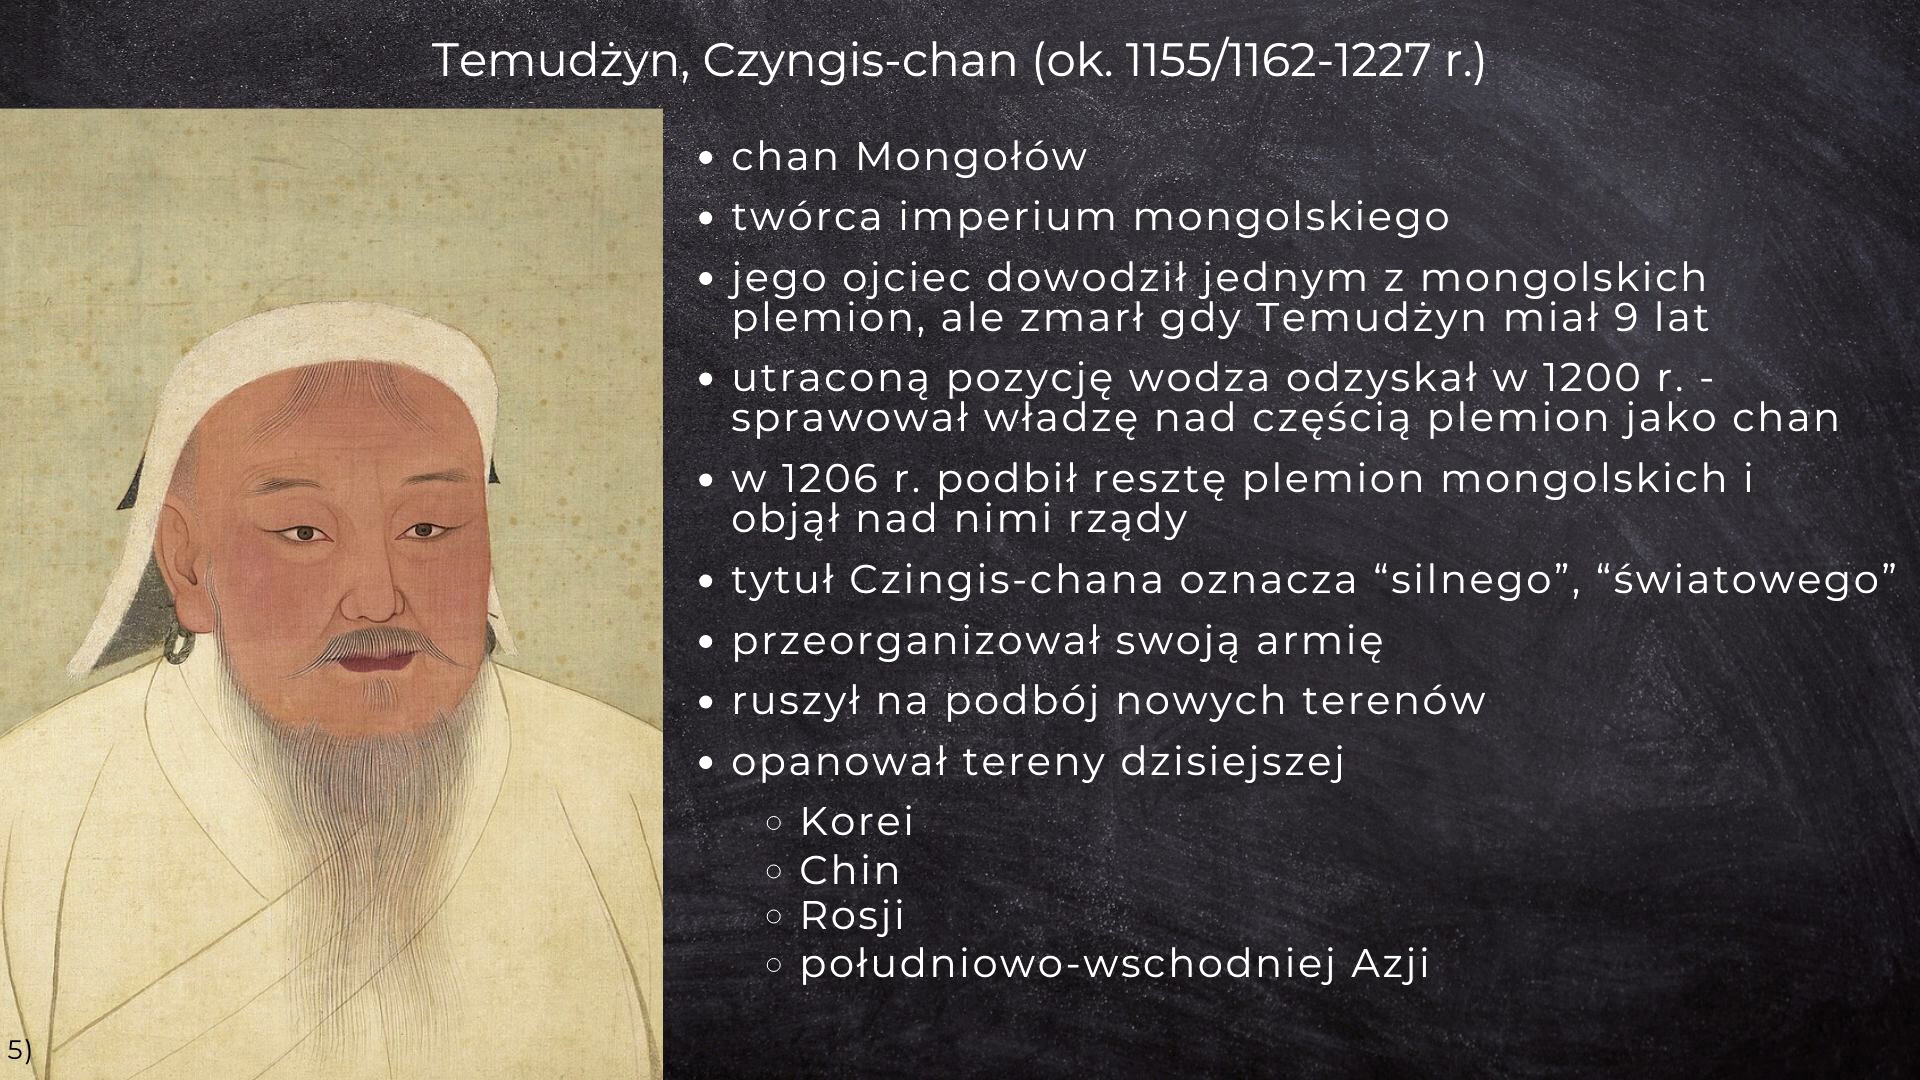 Temudżyn, Czyngis-chan (ok. 1155/1162-1227 r.)
• chan Mongołów
• twórca imperium mongolskiego
• jego ojciec dowodził jednym z mongolskich
plemion, ale zmarł gdy Temudżyn miał 9 lat
• utraconą pozycję wodza odzyskał w 1200 r. -
sprawował władzę nad częścią plemion jako chan
• w 1206 r. podbił resztę plemion mongolskich i
objął nad nimi rządy
• tytuł Czingis-chana oznacza “silnego”, “światowego”
• przeorganizował swoją armię
• ruszył na podbój nowych terenów
• opanował tereny dzisiejszej
○ Korei
○ Chin
○ Rosji
○ południowo-wschodniej Azji
5)